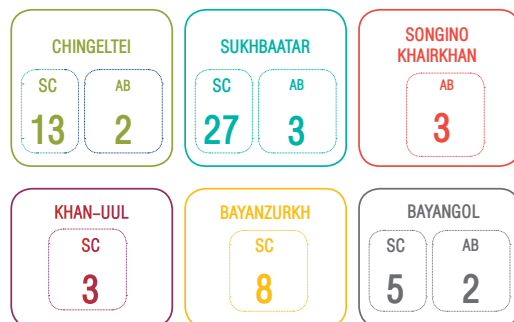 CHINGELTEI
SC AB
13 2
SUKHBAATAR
SC AB
27 3
SONGINO
KHAIRKHAN
AB
3
KHAN-UUL
SC
3
BAYANZURKH
SC
8
BAYANGOL
SC AB
5 2